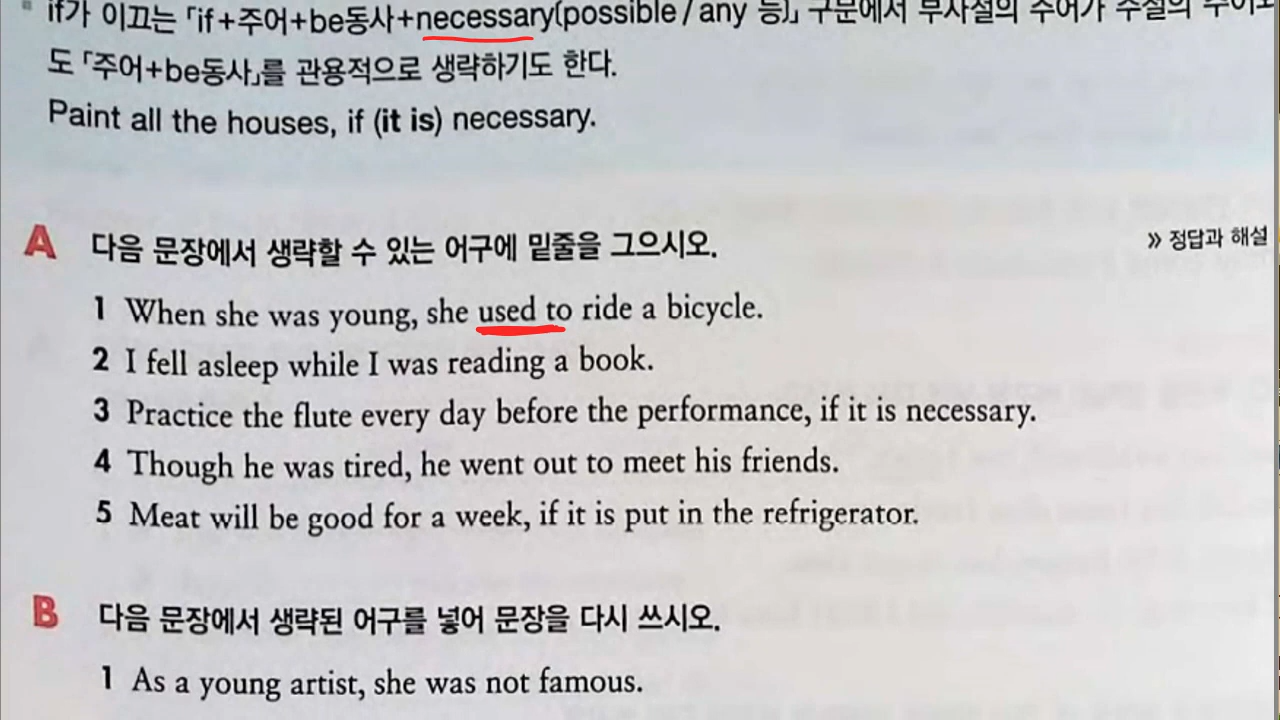 if가 이끄는 「if+주어+be동사+necessary(possible / any 등)」 구문에서 부사절의 주어가 주절의 주어와
도 「주어+be동사」를 관용적으로 생략하기도 한다.
Paint all the houses, if (it is) necessary.
A 다음 문장에서 생략할 수 있는 어구에 밑줄을 그으시오.
» 정답과 해설
1 When she was young, she used to ride a bicycle.
2 I fell asleep while I was reading a book.
3 Practice the flute every day before the performance, if it is necessary.
4 Though he was tired, he went out to meet his friends.
5 Meat will be good for a week, if it is put in the refrigerator.
B 다음 문장에서 생략된 어구를 넣어 문장을 다시 쓰시오.
1 As a young artist, she was not famous.